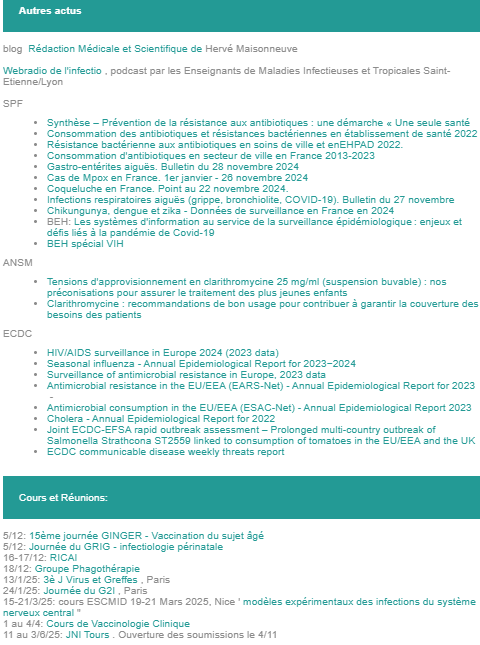 Autres actus
blog Rédaction Médicale et Scientifique de Hervé Maisonneuve
Webradio de l'infectio , podcast par les Enseignants de Maladies Infectieuses et Tropicales Saint-
Etienne/Lyon
SPF
Synthèse – Prévention de la résistance aux antibiotiques : une démarche « Une seule santé
Consommation des antibiotiques et résistances bactériennes en établissement de santé 2022
Résistance bactérienne aux antibiotiques en soins de ville et enEHPAD 2022.
Consommation d'antibiotiques en secteur de ville en France 2013-2023
Gastro-entérites aiguës. Bulletin du 28 novembre 2024
Cas de Mpox en France. 1er janvier - 26 novembre 2024
Coqueluche en France. Point au 22 novembre 2024.
Infections respiratoires aiguës (grippe, bronchiolite, COVID-19). Bulletin du 27 novembre
Chikungunya, dengue et zika - Données de surveillance en France en 2024
BEH: Les systèmes d'information au service de la surveillance épidémiologique : enjeux et
défis liés à la pandémie de Covid-19
BEH spécial VIH
ANSM
Tensions d'approvisionnement en clarithromycine 25 mg/ml (suspension buvable) : nos
préconisations pour assurer le traitement des plus jeunes enfants
Clarithromycine : recommandations de bon usage pour contribuer à garantir la couverture des
besoins des patients
ECDC
HIV/AIDS surveillance in Europe 2024 (2023 data)
Seasonal influenza - Annual Epidemiological Report for 2023−2024
Surveillance of antimicrobial resistance in Europe, 2023 data
Antimicrobial resistance in the EU/EEA (EARS-Net) - Annual Epidemiological Report for 2023
-
Antimicrobial consumption in the EU/EEA (ESAC-Net) - Annual Epidemiological Report 2023
Cholera - Annual Epidemiological Report for 2022
Joint ECDC-EFSA rapid outbreak assessment – Prolonged multi-country outbreak of
Salmonella Strathcona ST2559 linked to consumption of tomatoes in the EU/EEA and the UK
ECDC communicable disease weekly threats report
Cours et Réunions:
5/12: 15ème journée GINGER - Vaccination du sujet âgé
5/12: Journée du GRIG - infectiologie périnatale
16-17/12: RICAI
18/12: Groupe Phagothérapie
13/1/25: 3è J Virus et Greffes , Paris
24/1/25: Journée du G2I , Paris
15-21/3/25: cours ESCMID 19-21 Mars 2025, Nice ' modèles expérimentaux des infections du système
nerveux central "
1 au 4/4: Cours de Vaccinologie Clinique
11 au 3/6/25: JNI Tours . Ouverture des soumissions le 4/11